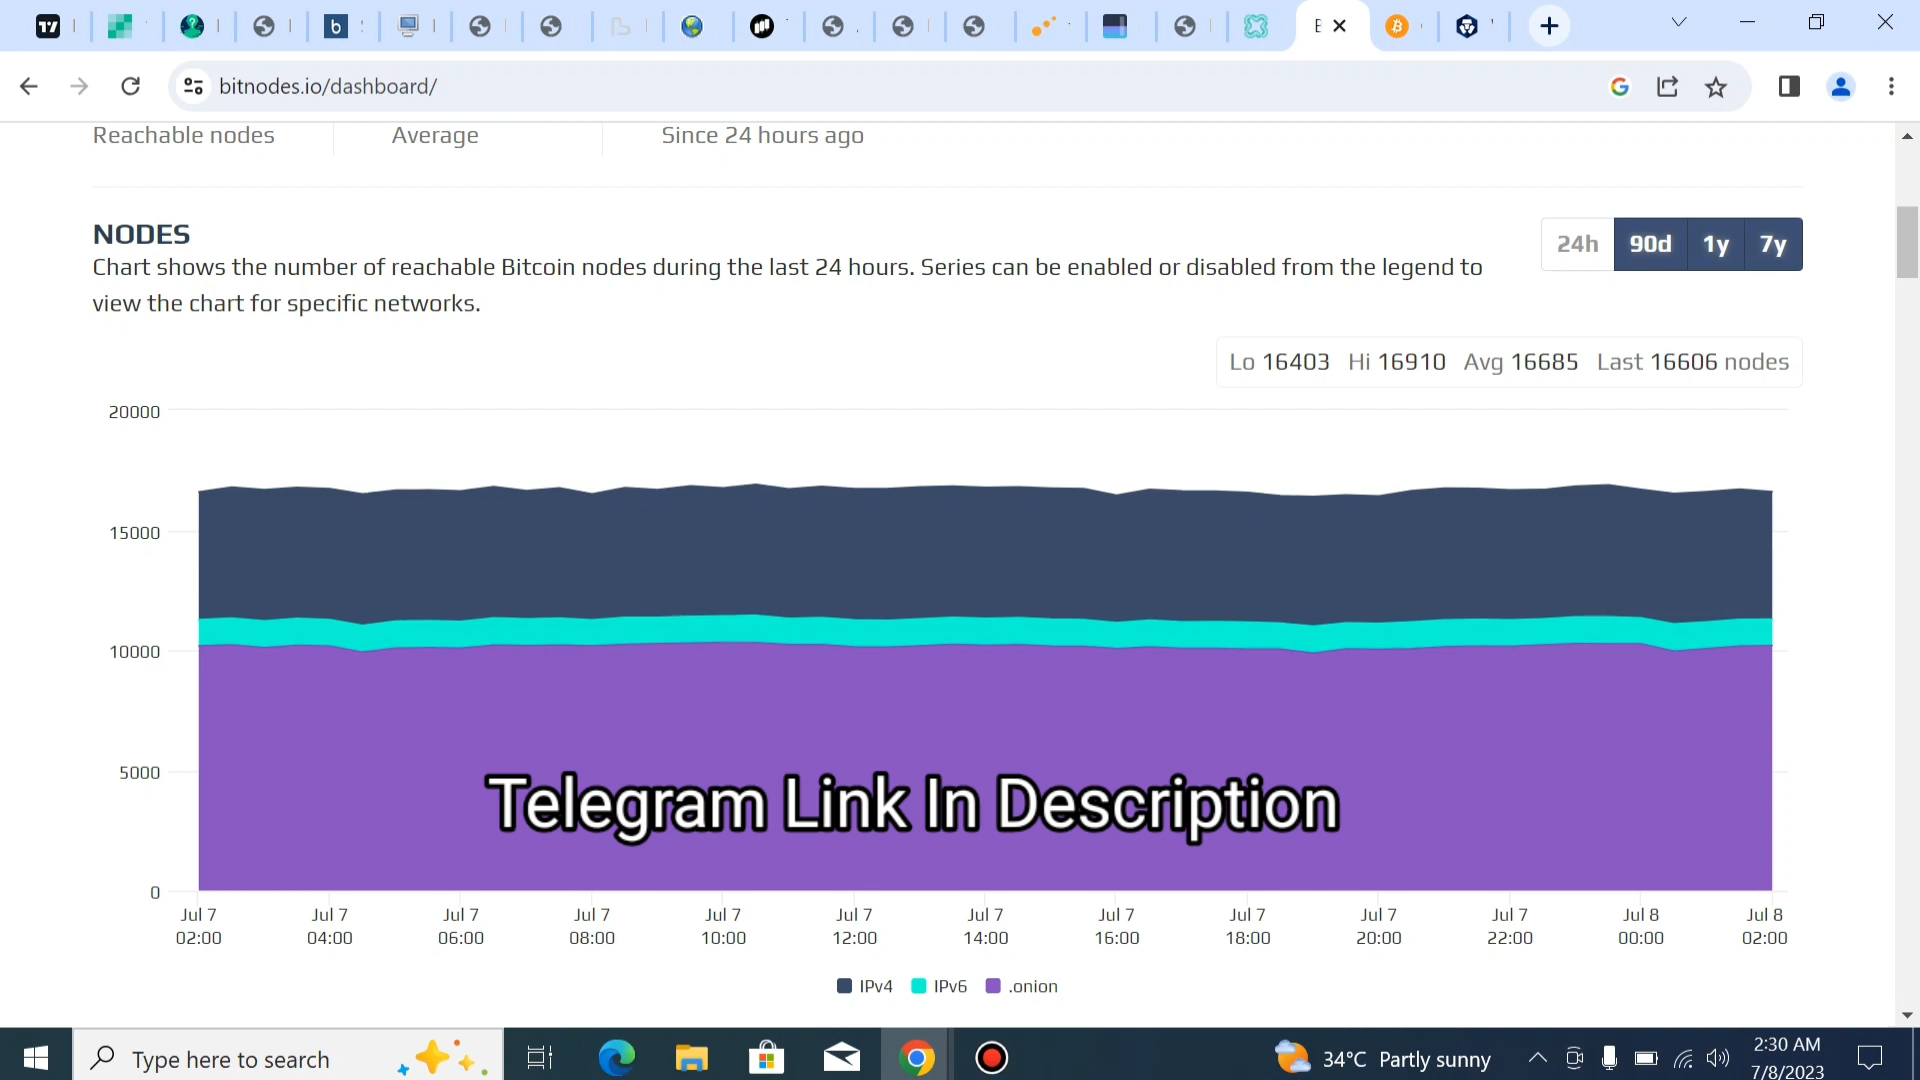 bitnodes.io/dashboard/
Reachable nodes
Average
Since 24 hours ago
NODES
24h 90d 1y 7y
Chart shows the number of reachable Bitcoin nodes during the last 24 hours. Series can be enabled or disabled from the legend to
view the chart for specific networks.
Lo 16403 Hi 16910 Avg 16685 Last 16606 nodes
20000
15000
10000
5000
0
Telegram Link In Description
Jul 7 Jul 7 Jul 7 Jul 7 Jul 7 Jul 7 Jul 7 Jul 7 Jul 7 Jul 7 Jul 7 Jul 8 Jul 8
02:00 04:00 06:00 08:00 10:00 12:00 14:00 16:00 18:00 20:00 22:00 00:00 02:00
IPv4 IPv6 .onion
Type here to search
34°C Partly sunny
2:30 AM
7/8/2023